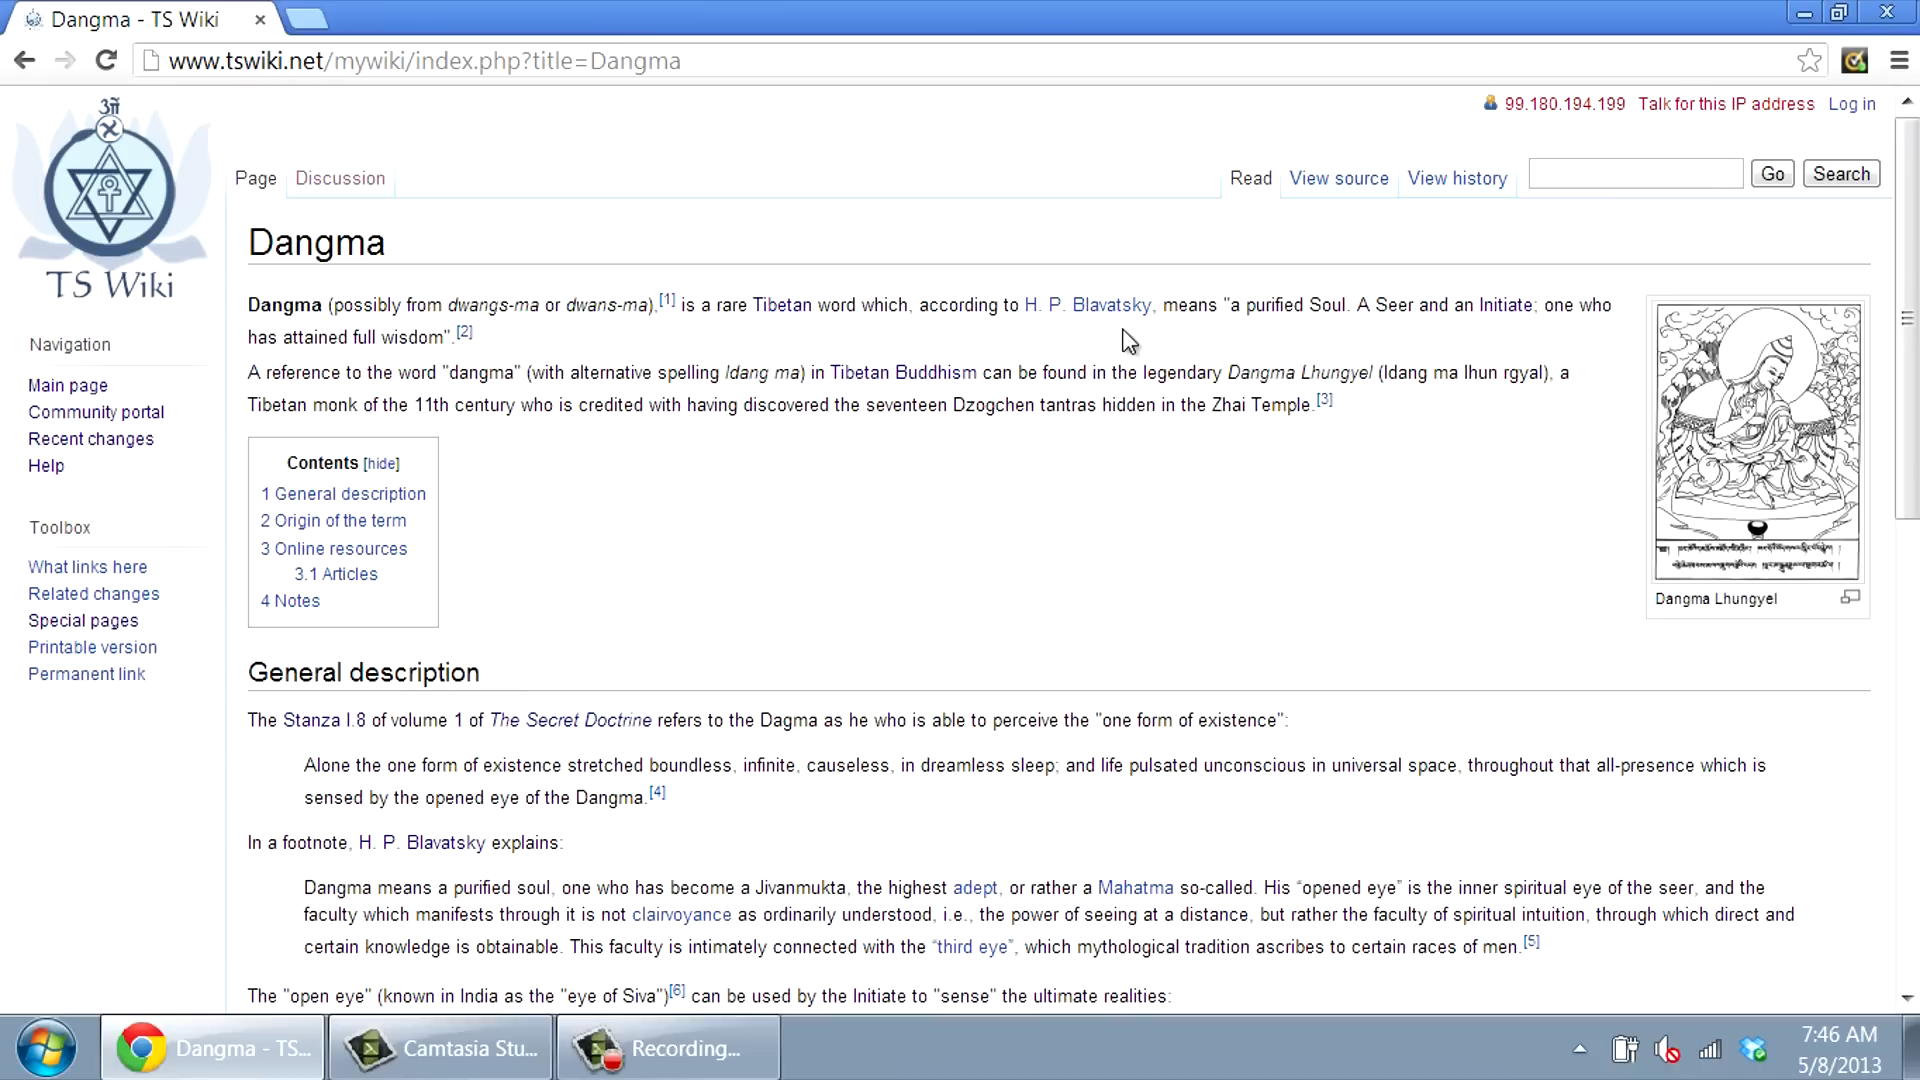 Dangma - TS Wiki
www.tswiki.net/mywiki/index.php?title=Dangma
99.180.194.199 Talk for this IP address Log in
TS Wiki
Page Discussion Read View source View history Go Search
Navigation
Main page
Community portal
Recent changes
Help
Toolbox
What links here
Related changes
Special pages
Printable version
Permanent link
Dangma
Dangma (possibly from dwangs-ma or dwans-ma),[1] is a rare Tibetan word which, according to H. P. Blavatsky, means "a purified Soul. A Seer and an Initiate; one who
has attained full wisdom".[2]
A reference to the word "dangma" (with alternative spelling ldang ma) in Tibetan Buddhism can be found in the legendary Dangma Lhungyel (ldang ma lhun rgyal), a
Tibetan monk of the 11th century who is credited with having discovered the seventeen Dzogchen tantras hidden in the Zhai Temple.[3]
Dangma Lhungyel
Contents [hide]
1 General description
2 Origin of the term
3 Online resources
3.1 Articles
4 Notes
General description
The Stanza I.8 of volume 1 of The Secret Doctrine refers to the Dagma as he who is able to perceive the "one form of existence":
Alone the one form of existence stretched boundless, infinite, causeless, in dreamless sleep; and life pulsated unconscious in universal space, throughout that all-presence which is
sensed by the opened eye of the Dangma.[4]
In a footnote, H. P. Blavatsky explains:
Dangma means a purified soul, one who has become a Jivanmukta, the highest adept, or rather a Mahatma so-called. His “opened eye” is the inner spiritual eye of the seer, and the
faculty which manifests through it is not clairvoyance as ordinarily understood, i.e., the power of seeing at a distance, but rather the faculty of spiritual intuition, through which direct and
certain knowledge is obtainable. This faculty is intimately connected with the “third eye”, which mythological tradition ascribes to certain races of men.[5]
The "open eye" (known in India as the "eye of Siva")[6] can be used by the Initiate to "sense" the ultimate realities:
Dangma - TS... Camtasia Stu... Recording...
7:46 AM
5/8/2013